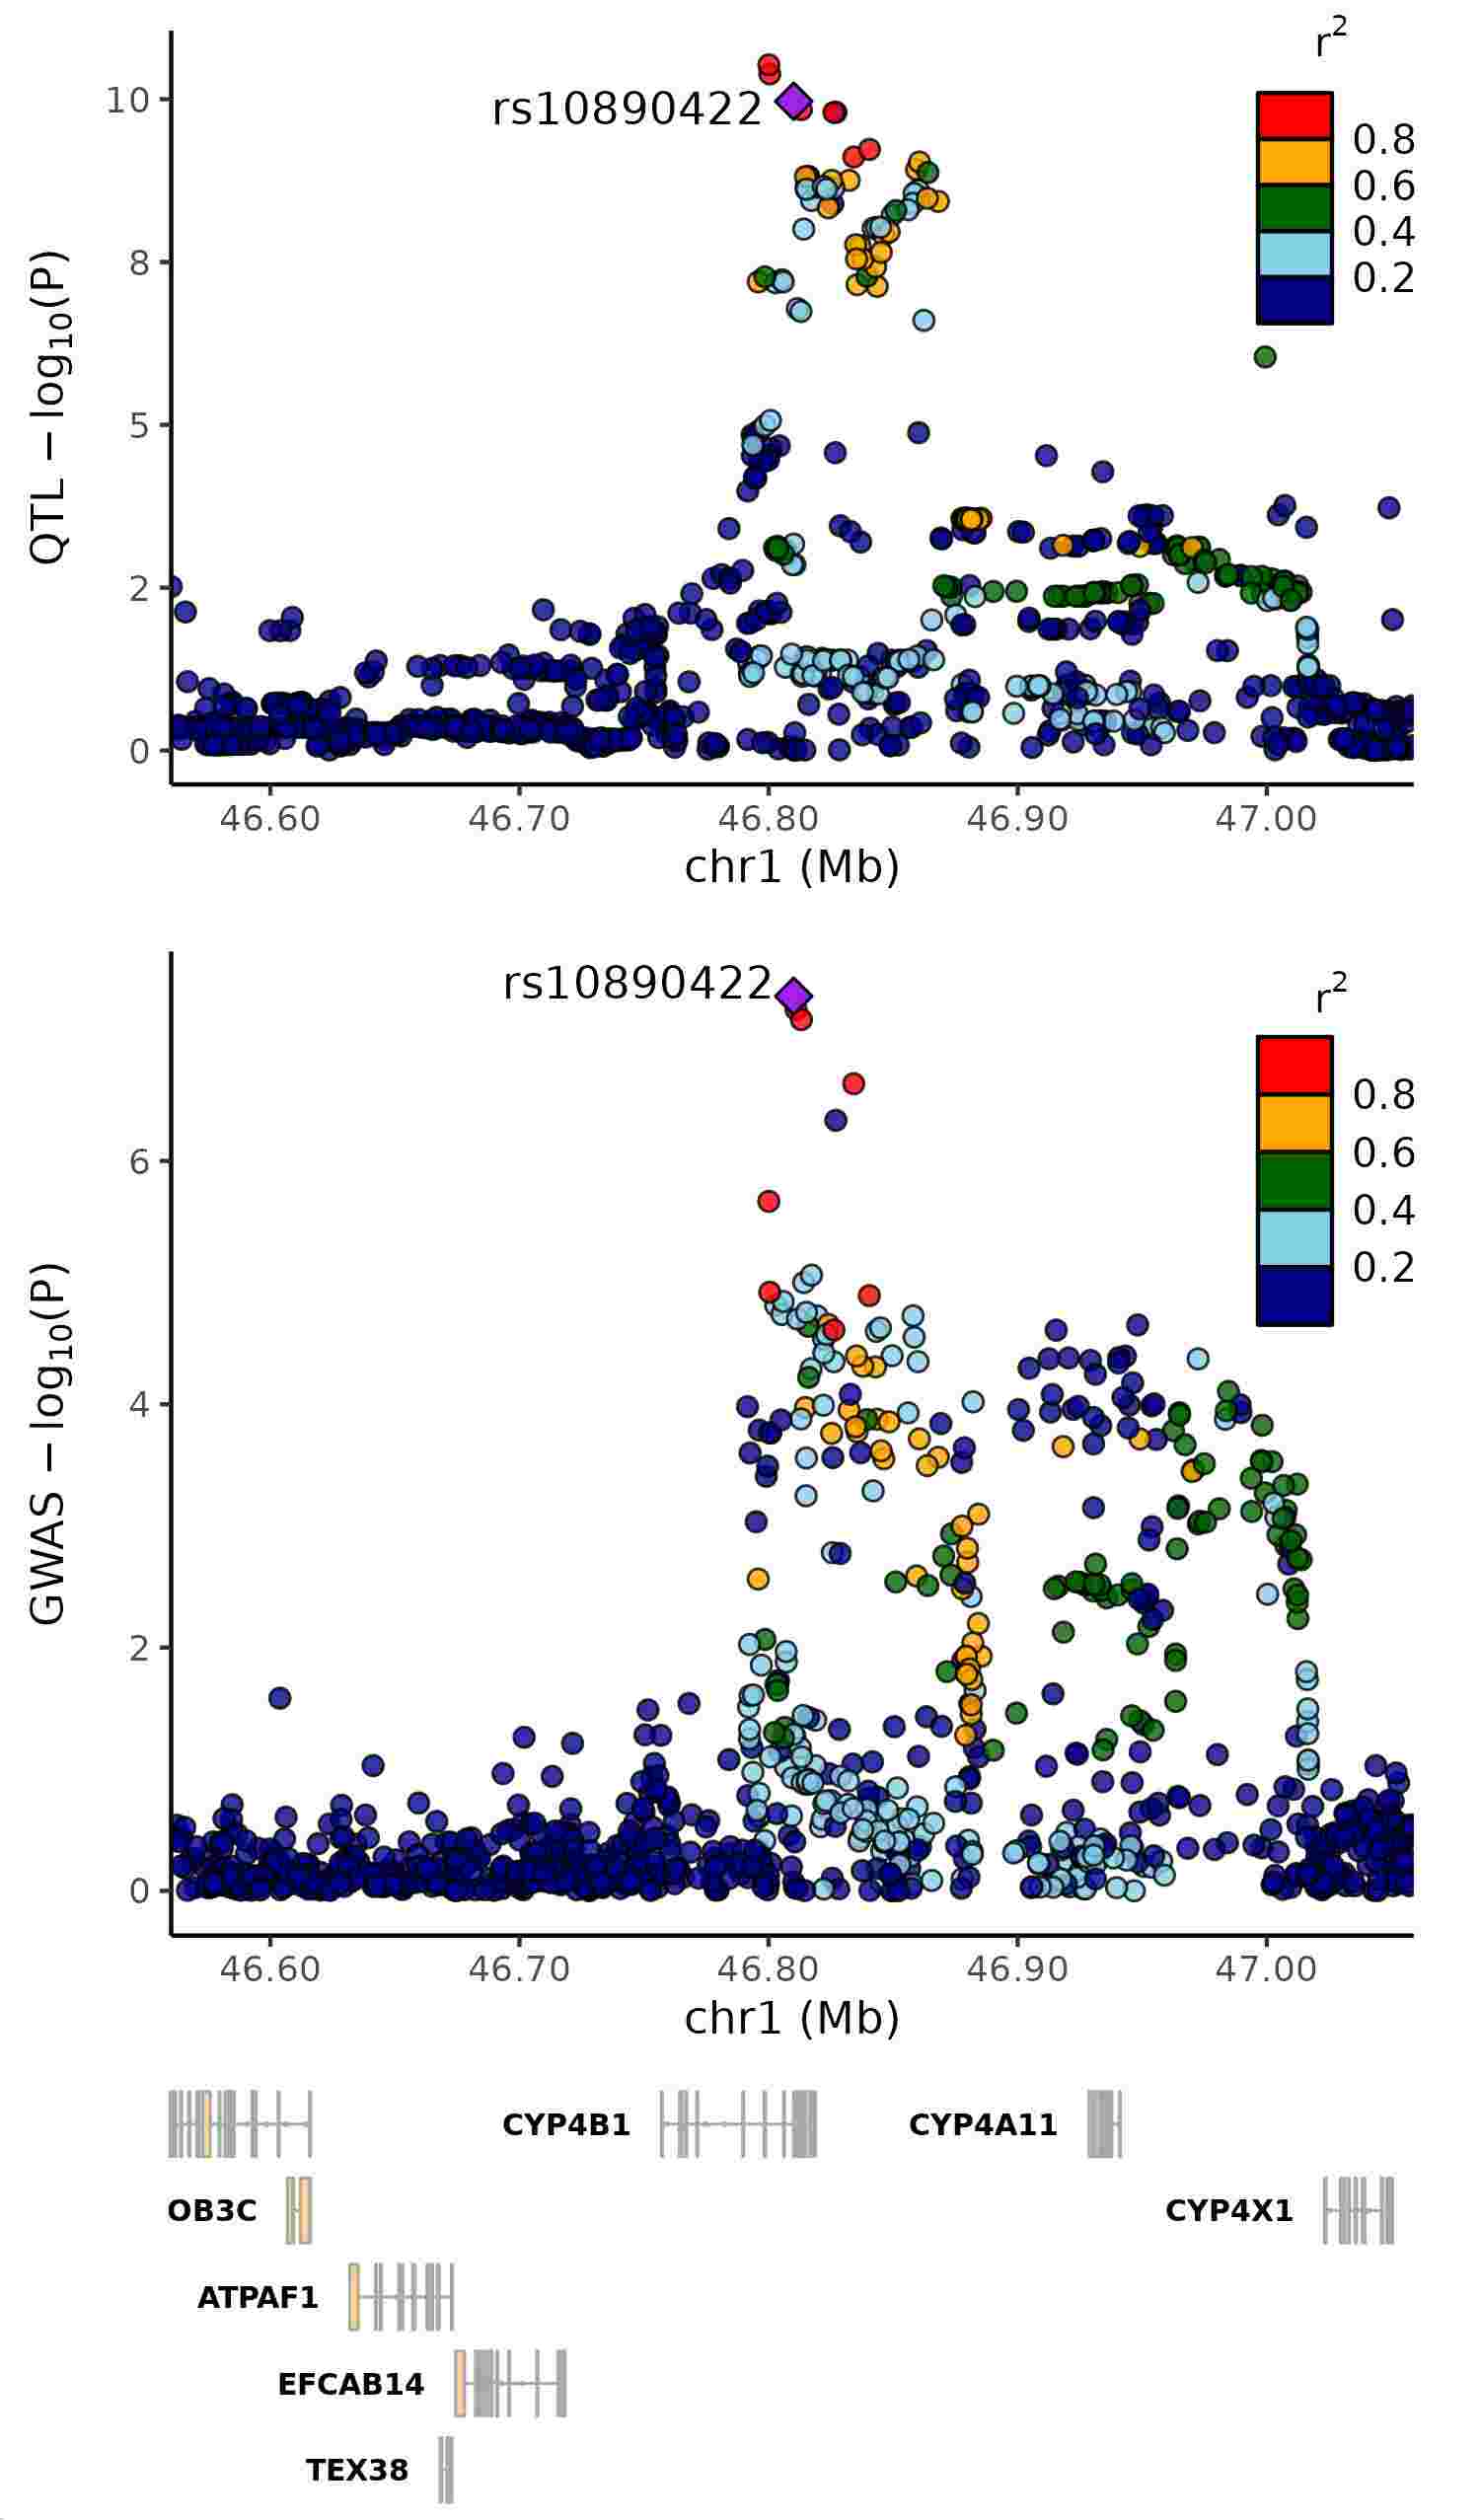 r2
10
rs10890422
0.8
0.6
0.4
0.2
8
5
2
0
QTL − log10(P)
46.60 46.70 46.80 46.90 47.00
chr1 (Mb)
rs10890422
r2
0.8
0.6
0.4
0.2
6
4
2
0
GWAS − log10(P)
46.60 46.70 46.80 46.90 47.00
chr1 (Mb)
CYP4B1 CYP4A11
OB3C CYP4X1
ATPAF1
EFCAB14
TEX38